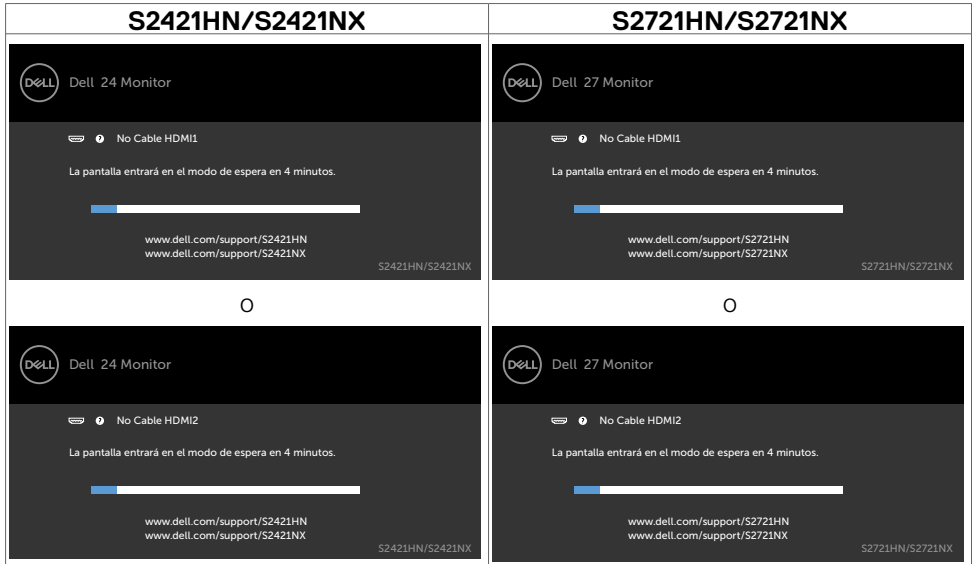 S2421HN/S2421NX
S2721HN/S2721NX
DELL Dell 24 Monitor
No Cable HDMI1
La pantalla entrará en el modo de espera en 4 minutos.
www.dell.com/support/S2421HN
www.dell.com/support/S2421NX
S2421HN/S2421NX
DELL Dell 27 Monitor
No Cable HDMI1
La pantalla entrará en el modo de espera en 4 minutos.
www.dell.com/support/S2721HN
www.dell.com/support/S2721NX
S2721HN/S2721NX
O
O
DELL Dell 24 Monitor
No Cable HDMI2
La pantalla entrará en el modo de espera en 4 minutos.
www.dell.com/support/S2421HN
www.dell.com/support/S2421NX
S2421HN/S2421NX
DELL Dell 27 Monitor
No Cable HDMI2
La pantalla entrará en el modo de espera en 4 minutos.
www.dell.com/support/S2721HN
www.dell.com/support/S2721NX
S2721HN/S2721NX